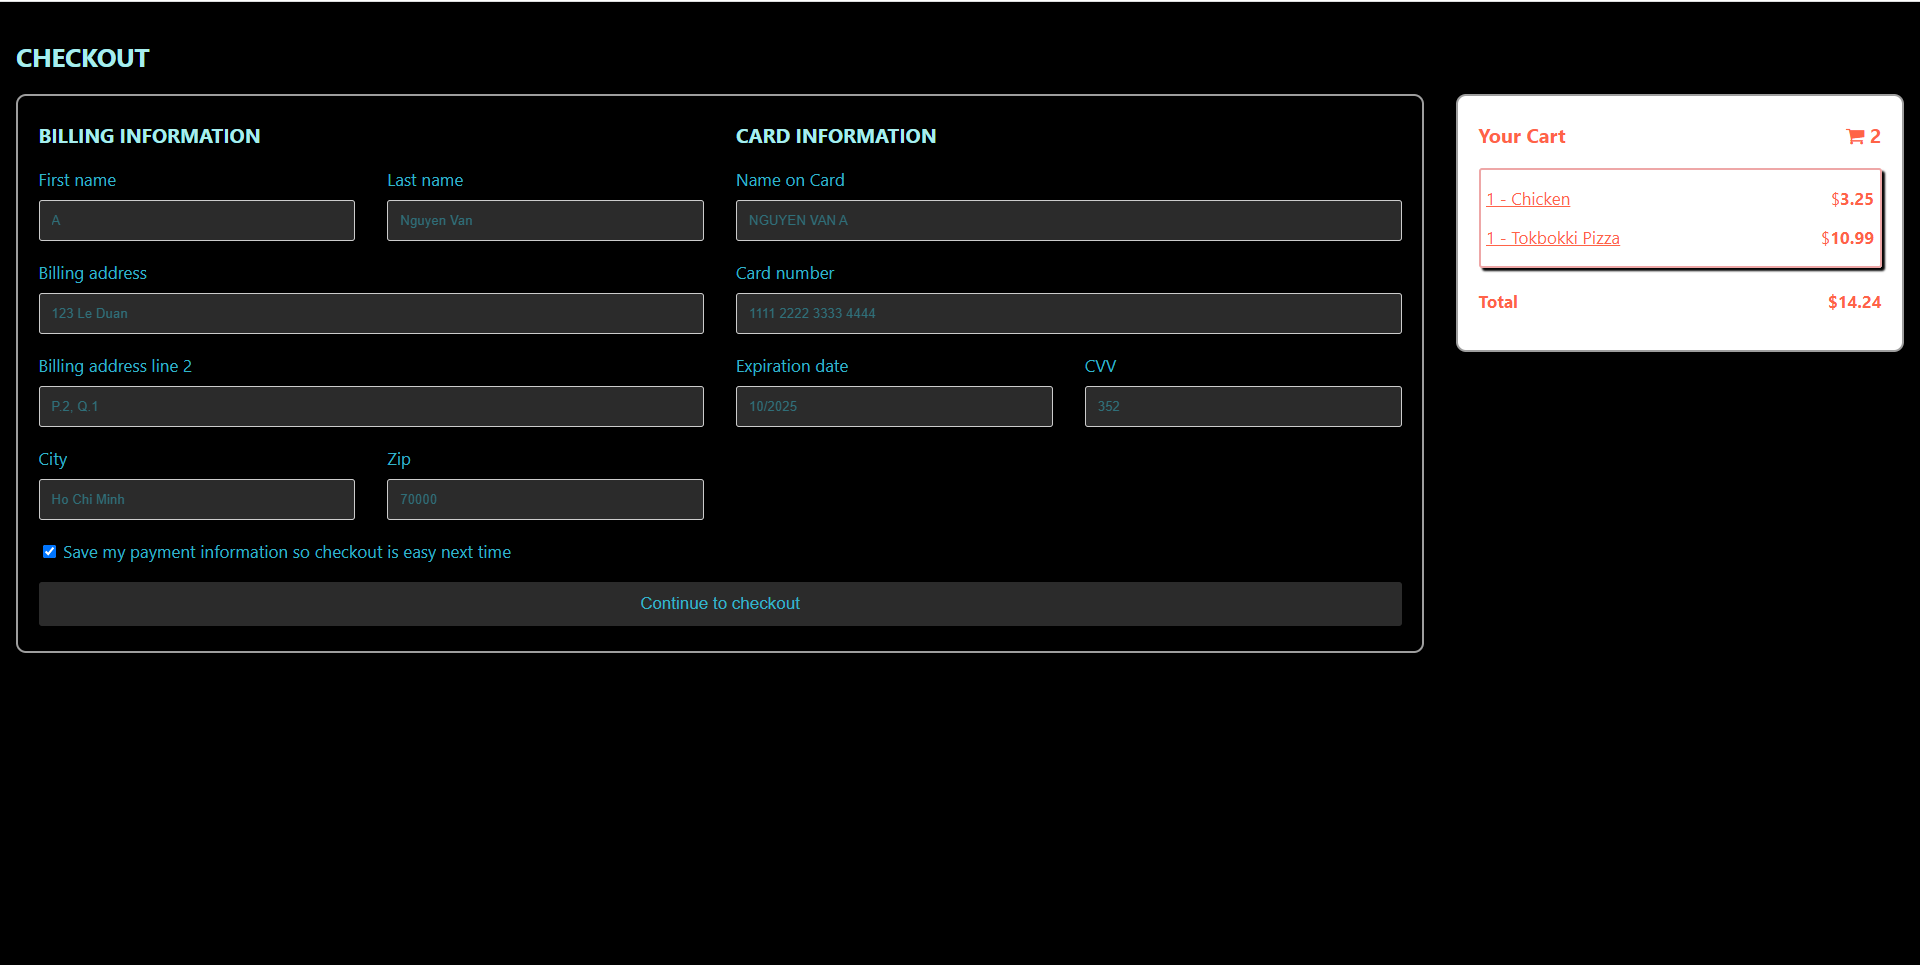 CHECKOUT
BILLING INFORMATION
First name
Last name
A
Nguyen Van
Billing address
123 Le Duan
Billing address line 2
P.2, Q.1
City
Zip
Ho Chi Minh
70000
CARD INFORMATION
Name on Card
NGUYEN VAN A
Card number
1111 2222 3333 4444
Expiration date
CVV
10/2025
352
Save my payment information so checkout is easy next time
Continue to checkout
Your Cart 2
1 - Chicken $3.25
1 - Tokbokki Pizza $10.99
Total $14.24